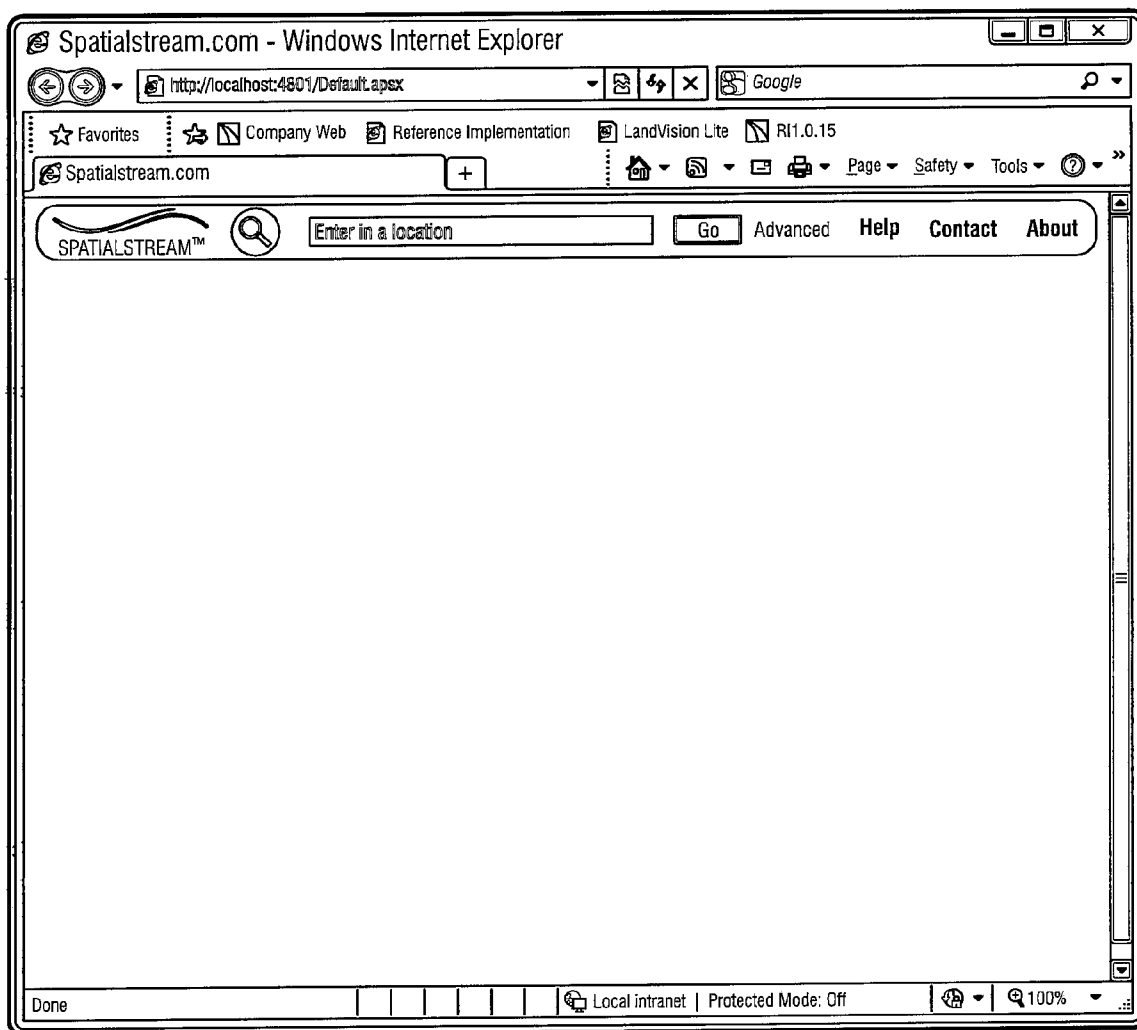 Spatialstream.com - Windows Internet Explorer
http://localhost:4801/Default.apsx
Google
Favorites Company Web Reference Implementation LandVision Lite RI1.0.15
Spatialstream.com + Page Safety Tools ? »
SPATIALSTREAM™ Enter in a location Go Advanced Help Contact About
Done Local intranet | Protected Mode: Off 100%